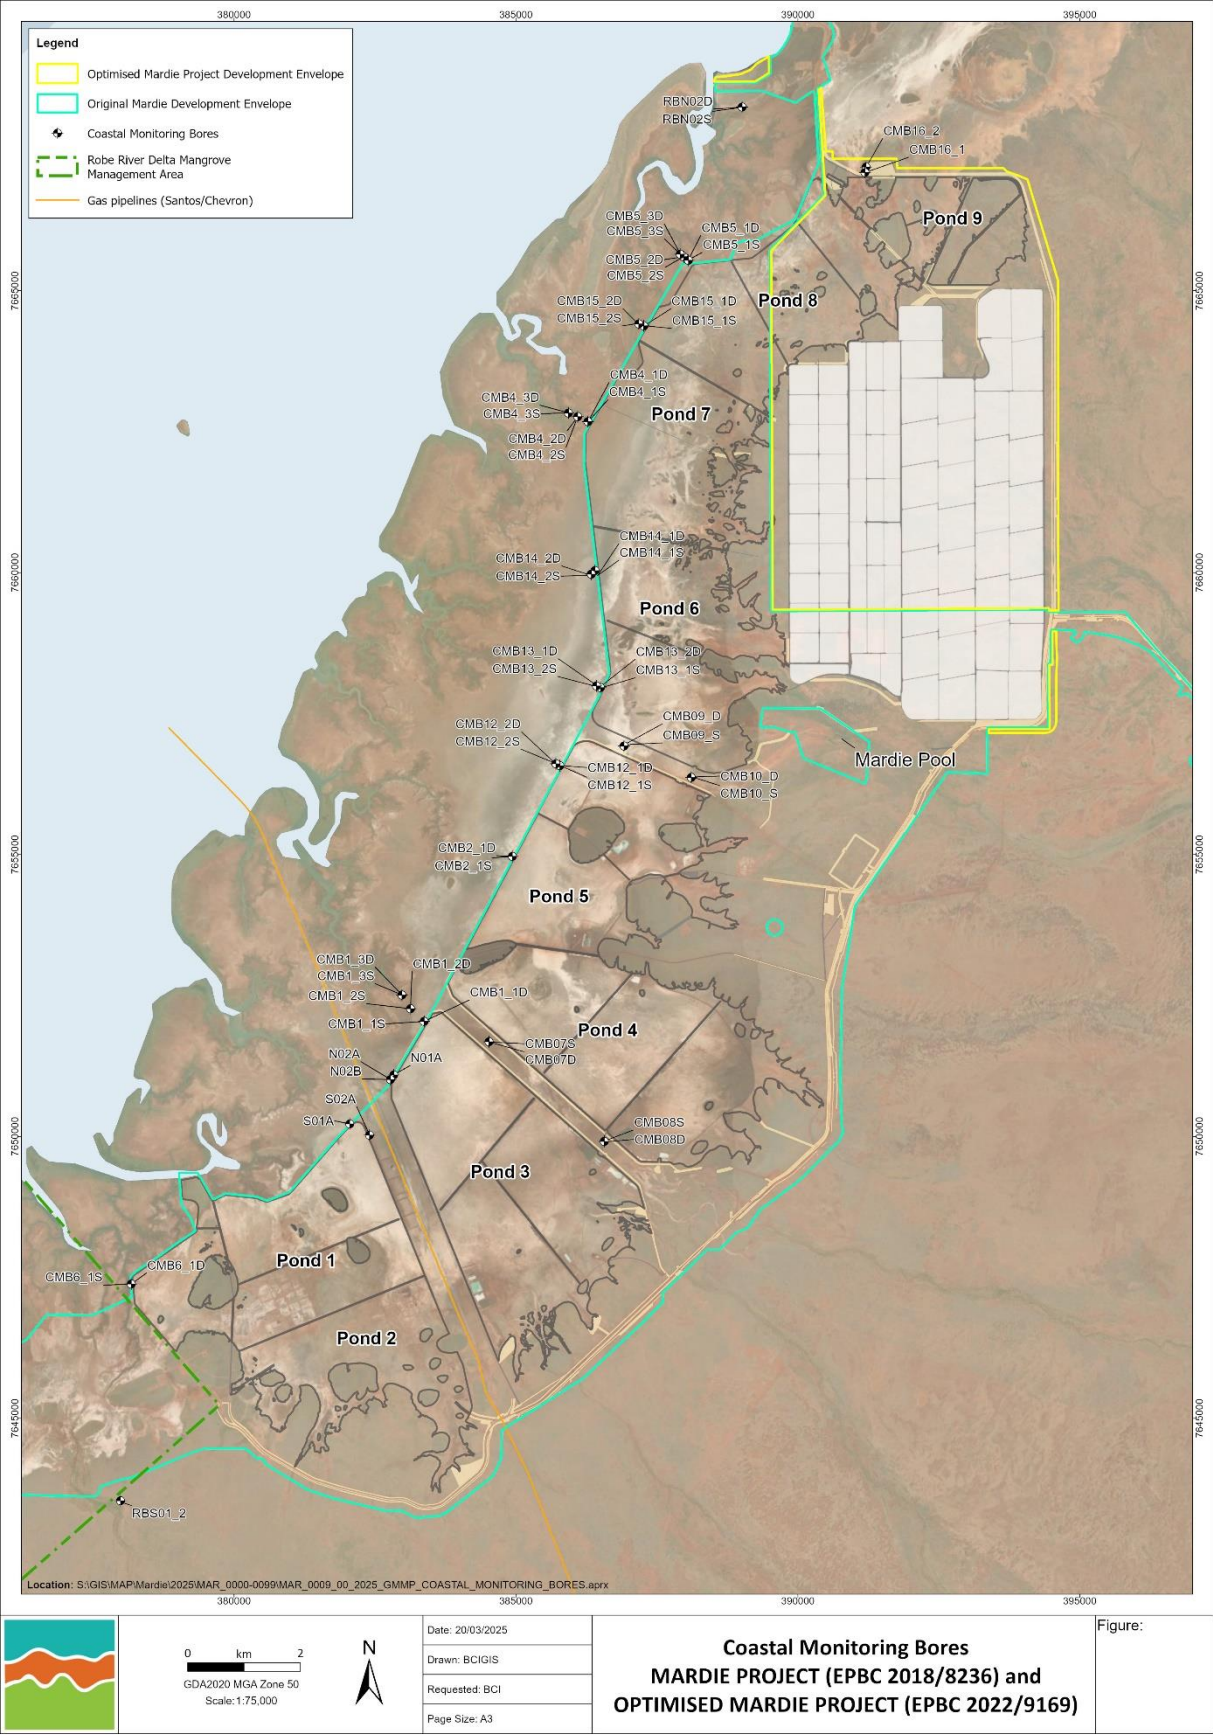 380000
385000
390000
395000
Legend
Optimised Mardie Project Development Envelope
Original Mardie Development Envelope
Coastal Monitoring Bores
Robe River Delta Mangrove
Management Area
Gas pipelines (Santos/Chevron)
RBN02D
RBN02S
CMB16_2
CMB16_1
Pond 9
CMB5_3D
CMB5_3S
CMB5_1D
CMB5_1S
CMB5_2D
CMB5_2S
7665000
7665000
Pond 8
CMB15_2D
CMB15_2S
CMB15_1D
CMB15_1S
CMB4_1D
CMB4_1S
CMB4_3D
CMB4_3S
Pond 7
CMB4_2D
CMB4_2S
CMB14_1D
CMB14_1S
CMB14_2D
CMB14_2S
7660000
7660000
Pond 6
CMB13_1D
CMB13_2S
CMB13_2D
CMB13_1S
CMB09_D
CMB09_S
CMB12_2D
CMB12_2S
Mardie Pool
CMB12_1D
CMB12_1S
CMB10_D
CMB10_S
CMB2_1D
CMB2_1S
7655000
7655000
Pond 5
CMB1_3D
CMB1_3S
CMB1_2D
CMB1_2S
CMB1_1D
CMB1_1S
Pond 4
CMB07S
CMB07D
N02A
N02B
N01A
S02A
S01A
CMB08S
CMB08D
7650000
7650000
Pond 3
Pond 1
CMB6_1S
CMB6_1D
Pond 2
7645000
7645000
RBS01_2
Location: S:\GIS\MAP\Mardie\2025\MAR_0000-0099\MAR_0009_00_2025_GMMP_COASTAL_MONITORING_BORES.aprx
380000
385000
390000
395000
0 km 2
GDA2020 MGA Zone 50
Scale:1:75,000
N
Date: 20/03/2025
Drawn: BCIGIS
Requested: BCI
Page Size: A3
Coastal Monitoring Bores
MARDIE PROJECT (EPBC 2018/8236) and
OPTIMISED MARDIE PROJECT (EPBC 2022/9169)
Figure: